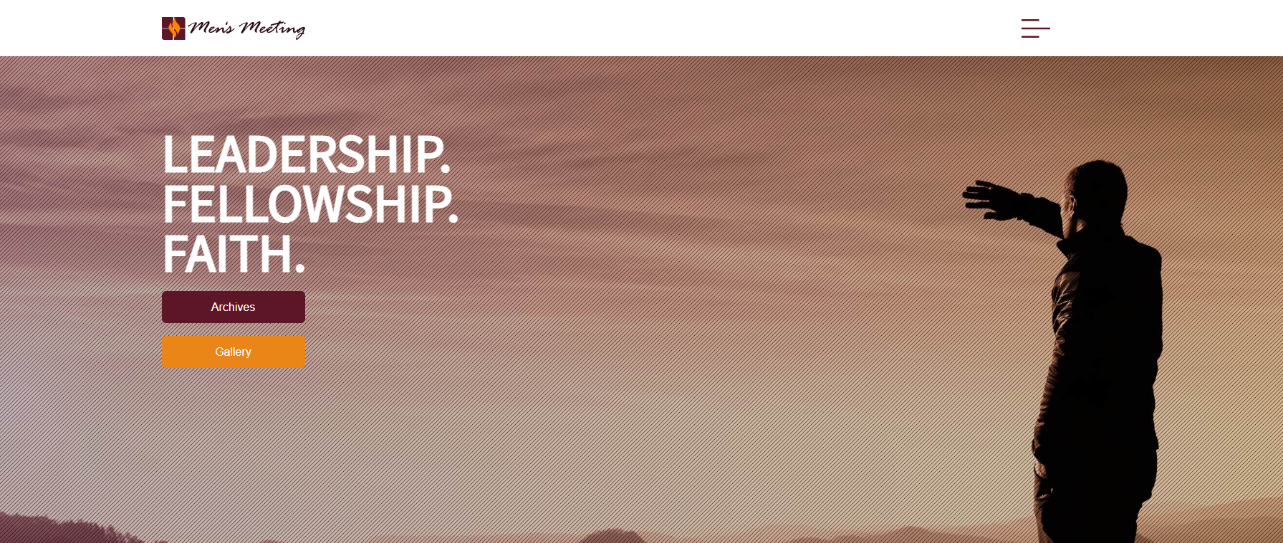 Men's Meeting
LEADERSHIP.
FELLOWSHIP.
FAITH.
Archives
Gallery